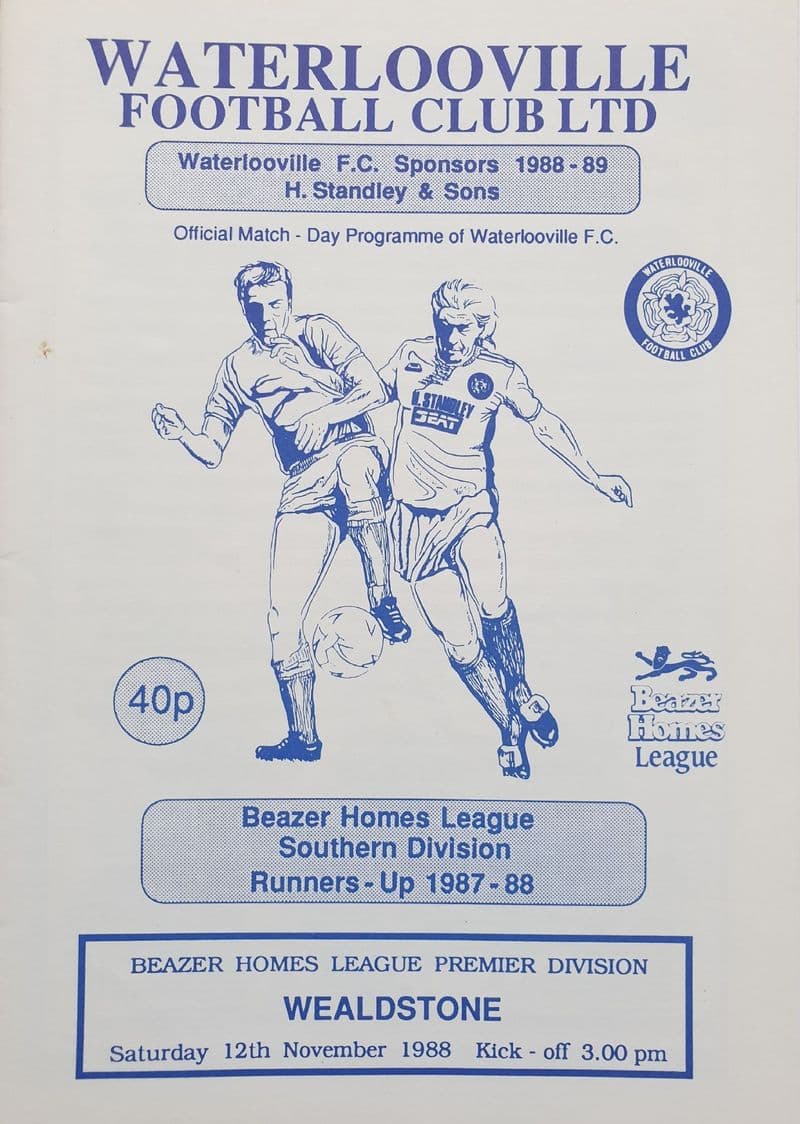 WATERLOOVILLE
FOOTBALL CLUB LTD
Waterlooville F.C. Sponsors 1988-89
H. Standley & Sons
Official Match - Day Programme of Waterlooville F.C.
WATERLOOVILLE
FOOTBALL CLUB
H. STANDLEY
SEAT
40p
Beazer
Homes
League
Beazer Homes League
Southern Division
Runners-Up 1987-88
BEAZER HOMES LEAGUE PREMIER DIVISION
WEALDSTONE
Saturday 12th November 1988 Kick - off 3.00 pm